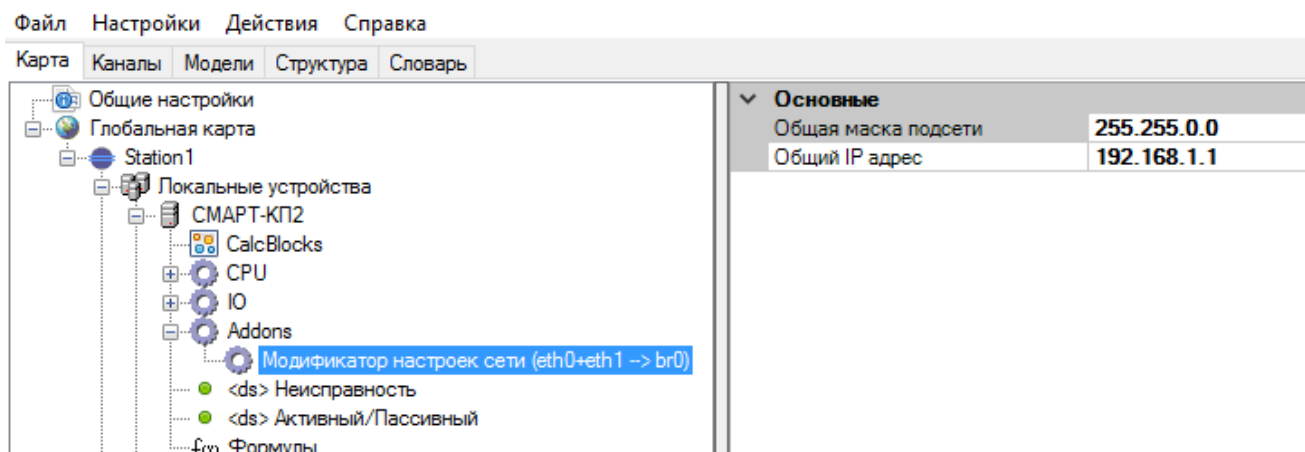 Файл Настройки Действия Справка
Карта Каналы Модели Структура Словарь
Общие настройки
Глобальная карта
Station1
Локальные устройства
СМАРТ-КП2
CalcBlocks
CPU
IO
Addons
Модификатор настроек сети (eth0+eth1 --> br0)
<ds> Неисправность
<ds> Активный/Пассивный
f(x) Формулы
Основные
Общая маска подсети 255.255.0.0
Общий IP адрес 192.168.1.1